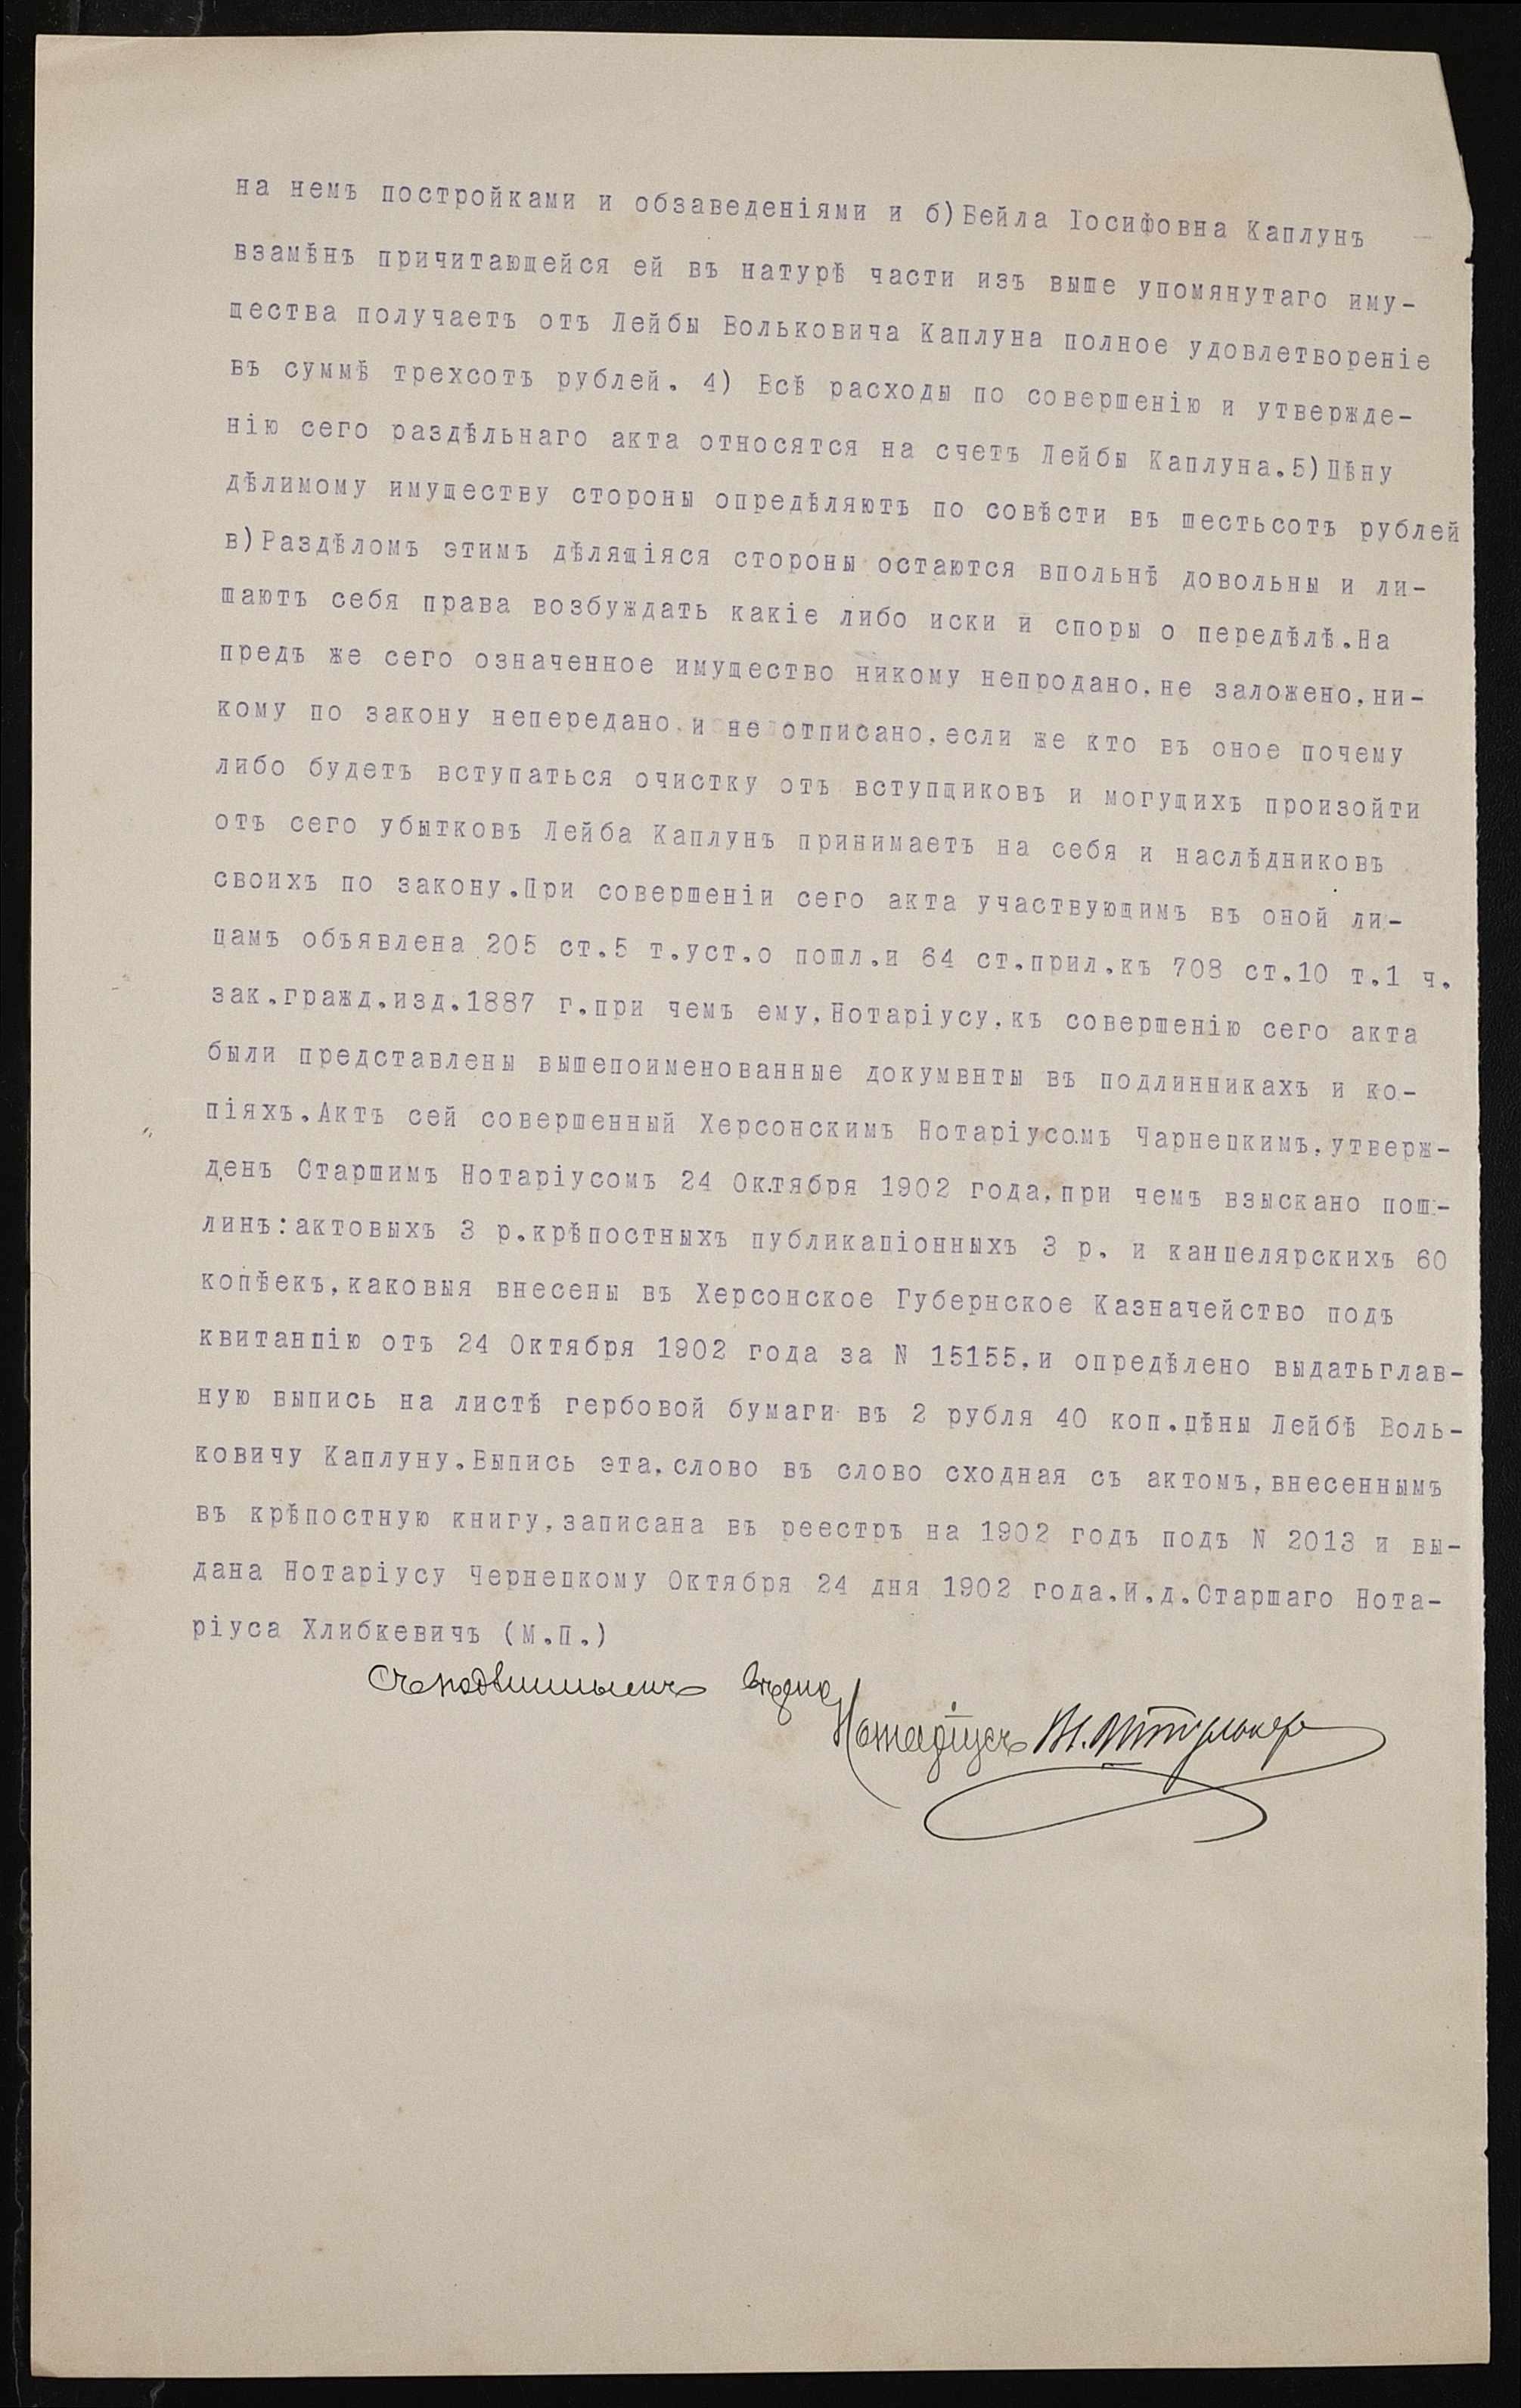 на немъ постройками и обзаведеніями и б)Бейла Іосифовна Каплунъ
взамѣнъ причитающейся ей въ натурѣ части изъ выше упомянутаго иму-
щества получаетъ отъ Лейбы Вольковича Каплуна полное удовлетвореніе
въ суммѣ трехсотъ рублей. 4) Всѣ расходы по совершенію и утвержде-
нію сего раздѣльнаго акта относятся на счетъ Лейбы Каплуна.5)Цѣну
дѣлимому имуществу стороны опредѣляютъ по совѣсти въ шестьсотъ рублей
в)Раздѣломъ этимъ дѣлящіяся стороны остаются впольнѣ довольны и ли-
шаютъ себя права возбуждать какіе либо иски и споры о передѣлѣ.На
предъ же сего означенное имущество никому непродано,не заложено,ни-
кому по закону непередано и не отписано,если же кто въ оное почему
либо будетъ вступаться очистку отъ вступщиковъ и могущихъ произойти
отъ сего убытковъ Лейба Каплунъ принимаетъ на себя и наслѣдниковъ
своихъ по закону.При совершеніи сего акта участвующимъ въ оной ли-
цамъ объявлена 205 ст.5 т.уст.о пошл.и 64 ст.прил.къ 708 ст.10 т.1 ч.
зак.гражд.изд.1887 г.при чемъ ему,Нотаріусу,къ совершенію сего акта
были представлены вышепоименованные докумвнты въ подлинникахъ и ко-
піяхъ.Актъ сей совершенный Херсонскимъ Нотаріусомъ Чарнецкимъ,утверж-
денъ Старшимъ Нотаріусомъ 24 Октября 1902 года,при чемъ взыскано пош-
линъ:актовыхъ 3 р.крѣпостныхъ публикаціонныхъ 3 р. и канцелярскихъ 60
копѣекъ,каковыя внесены въ Херсонское Губернское Казначейство подъ
квитанцію отъ 24 Октября 1902 года за N 15155,и опредѣлено выдатьглав-
ную выпись на листѣ гербовой бумаги въ 2 рубля 40 коп.цѣны Лейбѣ Воль-
ковичу Каплуну.Выпись эта,слово въ слово сходная съ актомъ,внесеннымъ
въ крѣпостную книгу,записана въ реестръ на 1902 годъ подъ N 2013 и вы-
дана Нотаріусу Чернецкому Октября 24 дня 1902 года.И.д.Старшаго Нота-
ріуса Хлибкевичъ (М.П.)
Съ подлиннымъ вѣрно
Нотаріусъ